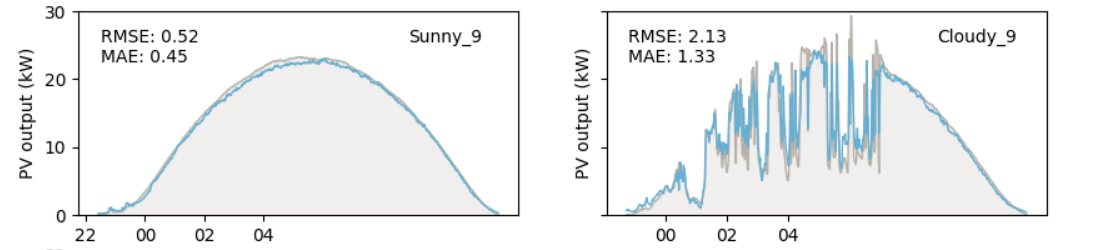 30
20
10
0
PV output (kW)
RMSE: 0.52
MAE: 0.45
Sunny_9
22 00 02 04
PV output (kW)
RMSE: 2.13
MAE: 1.33
Cloudy_9
00 02 04